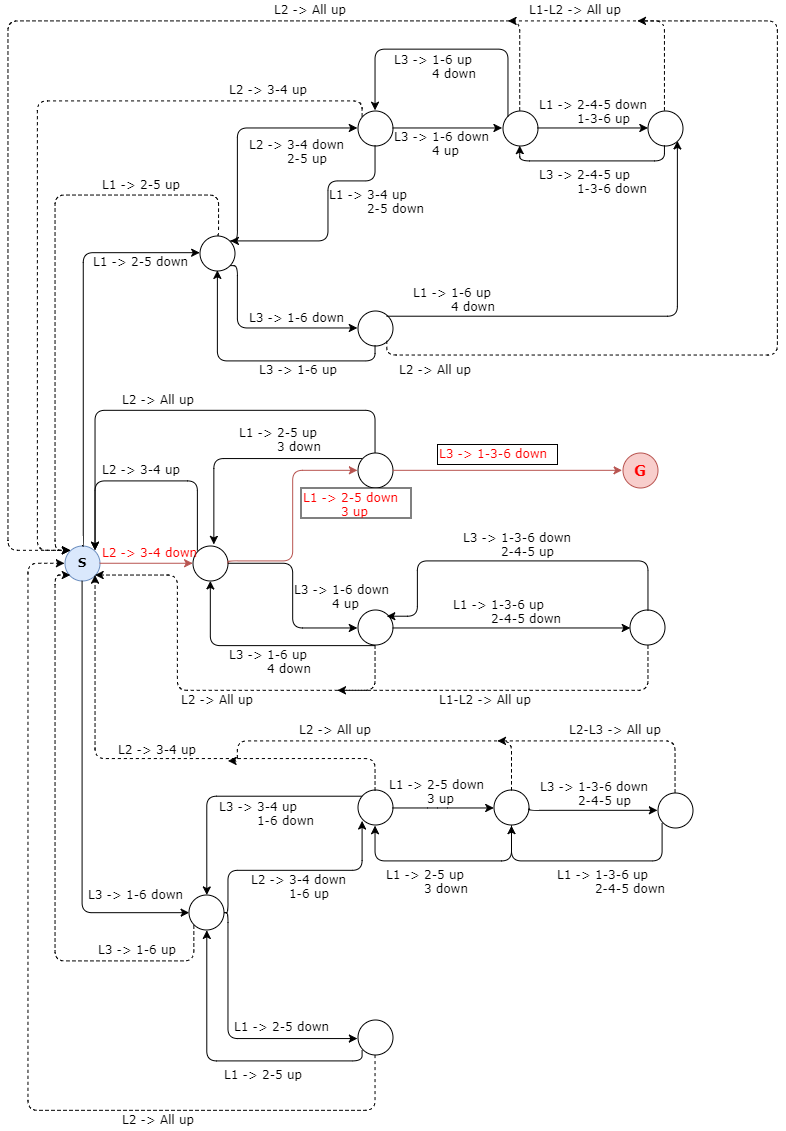 L2 -> All up
L1-L2 -> All up
L3 -> 1-6 up
4 down
L2 -> 3-4 up
L1 -> 2-4-5 down
1-3-6 up
L2 -> 3-4 down
2-5 up
L3 -> 1-6 down
4 up
L3 -> 2-4-5 up
1-3-6 down
L1 -> 2-5 up
L1 -> 3-4 up
2-5 down
L1 -> 2-5 down
L1 -> 1-6 up
4 down
L3 -> 1-6 down
L3 -> 1-6 up
L2 -> All up
L2 -> All up
L1 -> 2-5 up
3 down
L3 -> 1-3-6 down
G
L2 -> 3-4 up
L1 -> 2-5 down
3 up
L3 -> 1-3-6 down
2-4-5 up
L2 -> 3-4 down
S
L3 -> 1-6 down
4 up
L1 -> 1-3-6 up
2-4-5 down
L3 -> 1-6 up
4 down
L2 -> All up
L1-L2 -> All up
L2 -> All up
L2-L3 -> All up
L2 -> 3-4 up
L1 -> 2-5 down
3 up
L3 -> 1-3-6 down
2-4-5 up
L3 -> 3-4 up
1-6 down
L2 -> 3-4 down
1-6 up
L1 -> 2-5 up
3 down
L1 -> 1-3-6 up
2-4-5 down
L3 -> 1-6 down
L3 -> 1-6 up
L1 -> 2-5 down
L1 -> 2-5 up
L2 -> All up